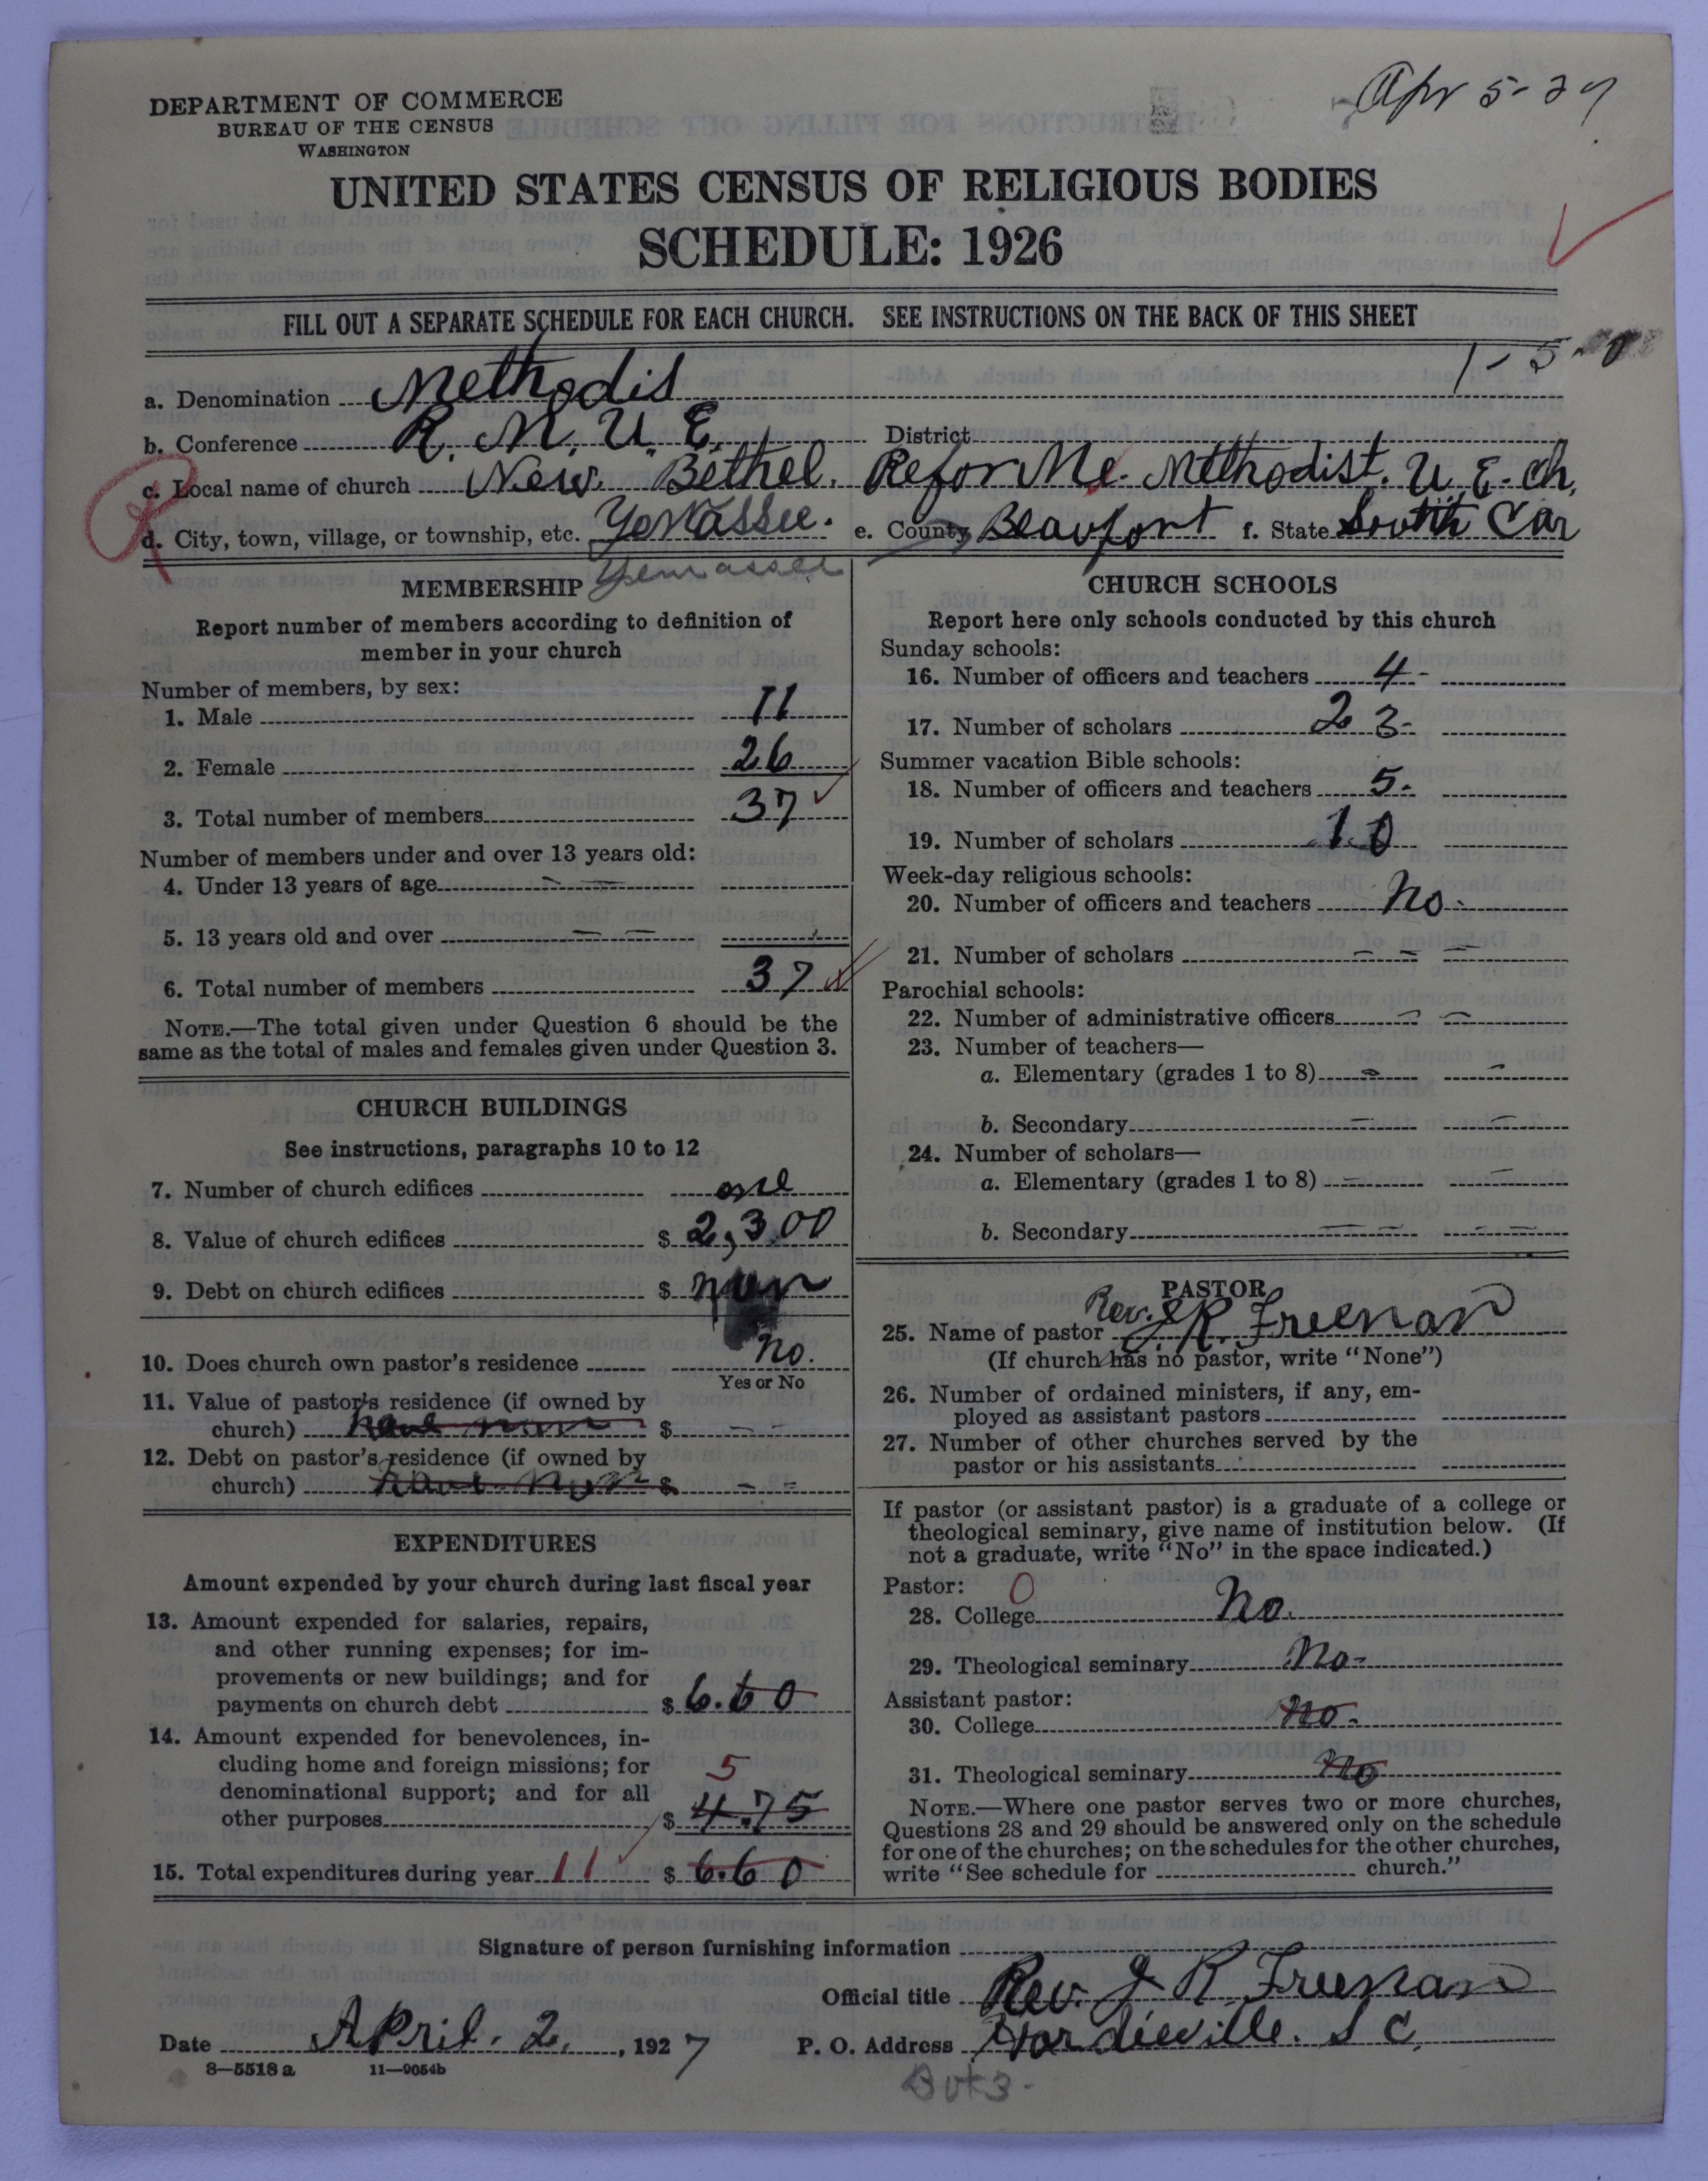 DEPARTMENT OF COMMERCE
BUREAU OF THE CENSUS
WASHINGTON
Apr 5-27
UNITED STATES CENSUS OF RELIGIOUS BODIES
SCHEDULE: 1926
FILL OUT A SEPARATE SCHEDULE FOR EACH CHURCH. SEE INSTRUCTIONS ON THE BACK OF THIS SHEET
1-5-0
a. Denomination Methodis
b. Conference R. M. U. E. District
c. Local name of church New. Bethel. Refor Me. Methodist. U. E. Ch.
d. City, town, village, or township, etc. Yemassee. e. County Beaufort f. State South Car
Yemassee
MEMBERSHIP
Report number of members according to definition of
member in your church
Number of members, by sex:
1. Male 11
2. Female 26
3. Total number of members 37
Number of members under and over 13 years old:
4. Under 13 years of age - -
5. 13 years old and over - -
6. Total number of members 37
NOTE.—The total given under Question 6 should be the
same as the total of males and females given under Question 3.
CHURCH BUILDINGS
See instructions, paragraphs 10 to 12
7. Number of church edifices one
8. Value of church edifices $ 2,300
9. Debt on church edifices $ nun
10. Does church own pastor's residence no.
Yes or No
11. Value of pastor's residence (if owned by
church) have nun $ - -
12. Debt on pastor's residence (if owned by
church) have nun $ - -
EXPENDITURES
Amount expended by your church during last fiscal year
13. Amount expended for salaries, repairs,
and other running expenses; for im-
provements or new buildings; and for
payments on church debt $ 6.60
14. Amount expended for benevolences, in-
cluding home and foreign missions; for
denominational support; and for all 5
other purposes $ 4.75
15. Total expenditures during year 11 $ 6.60
CHURCH SCHOOLS
Report here only schools conducted by this church
Sunday schools:
16. Number of officers and teachers 4-
17. Number of scholars 23-
Summer vacation Bible schools:
18. Number of officers and teachers 5-
19. Number of scholars 10
Week-day religious schools:
20. Number of officers and teachers No-
21. Number of scholars - - -
Parochial schools:
22. Number of administrative officers - -
23. Number of teachers—
a. Elementary (grades 1 to 8) - -
b. Secondary - -
24. Number of scholars—
a. Elementary (grades 1 to 8) - -
b. Secondary - - - -
PASTOR
25. Name of pastor Rev. J. R. Freeman
(If church has no pastor, write "None")
26. Number of ordained ministers, if any, em-
ployed as assistant pastors
27. Number of other churches served by the
pastor or his assistants
If pastor (or assistant pastor) is a graduate of a college or
theological seminary, give name of institution below. (If
not a graduate, write "No" in the space indicated.)
Pastor: 0
28. College No.
29. Theological seminary No-
Assistant pastor:
30. College No-
31. Theological seminary No
NOTE.—Where one pastor serves two or more churches,
Questions 28 and 29 should be answered only on the schedule
for one of the churches; on the schedules for the other churches,
write "See schedule for church."
Signature of person furnishing information
Official title Rev. J R Freeman
Date April. 2, 1927 P. O. Address Hardeeville. S C.
8-5518 a 11—9054b